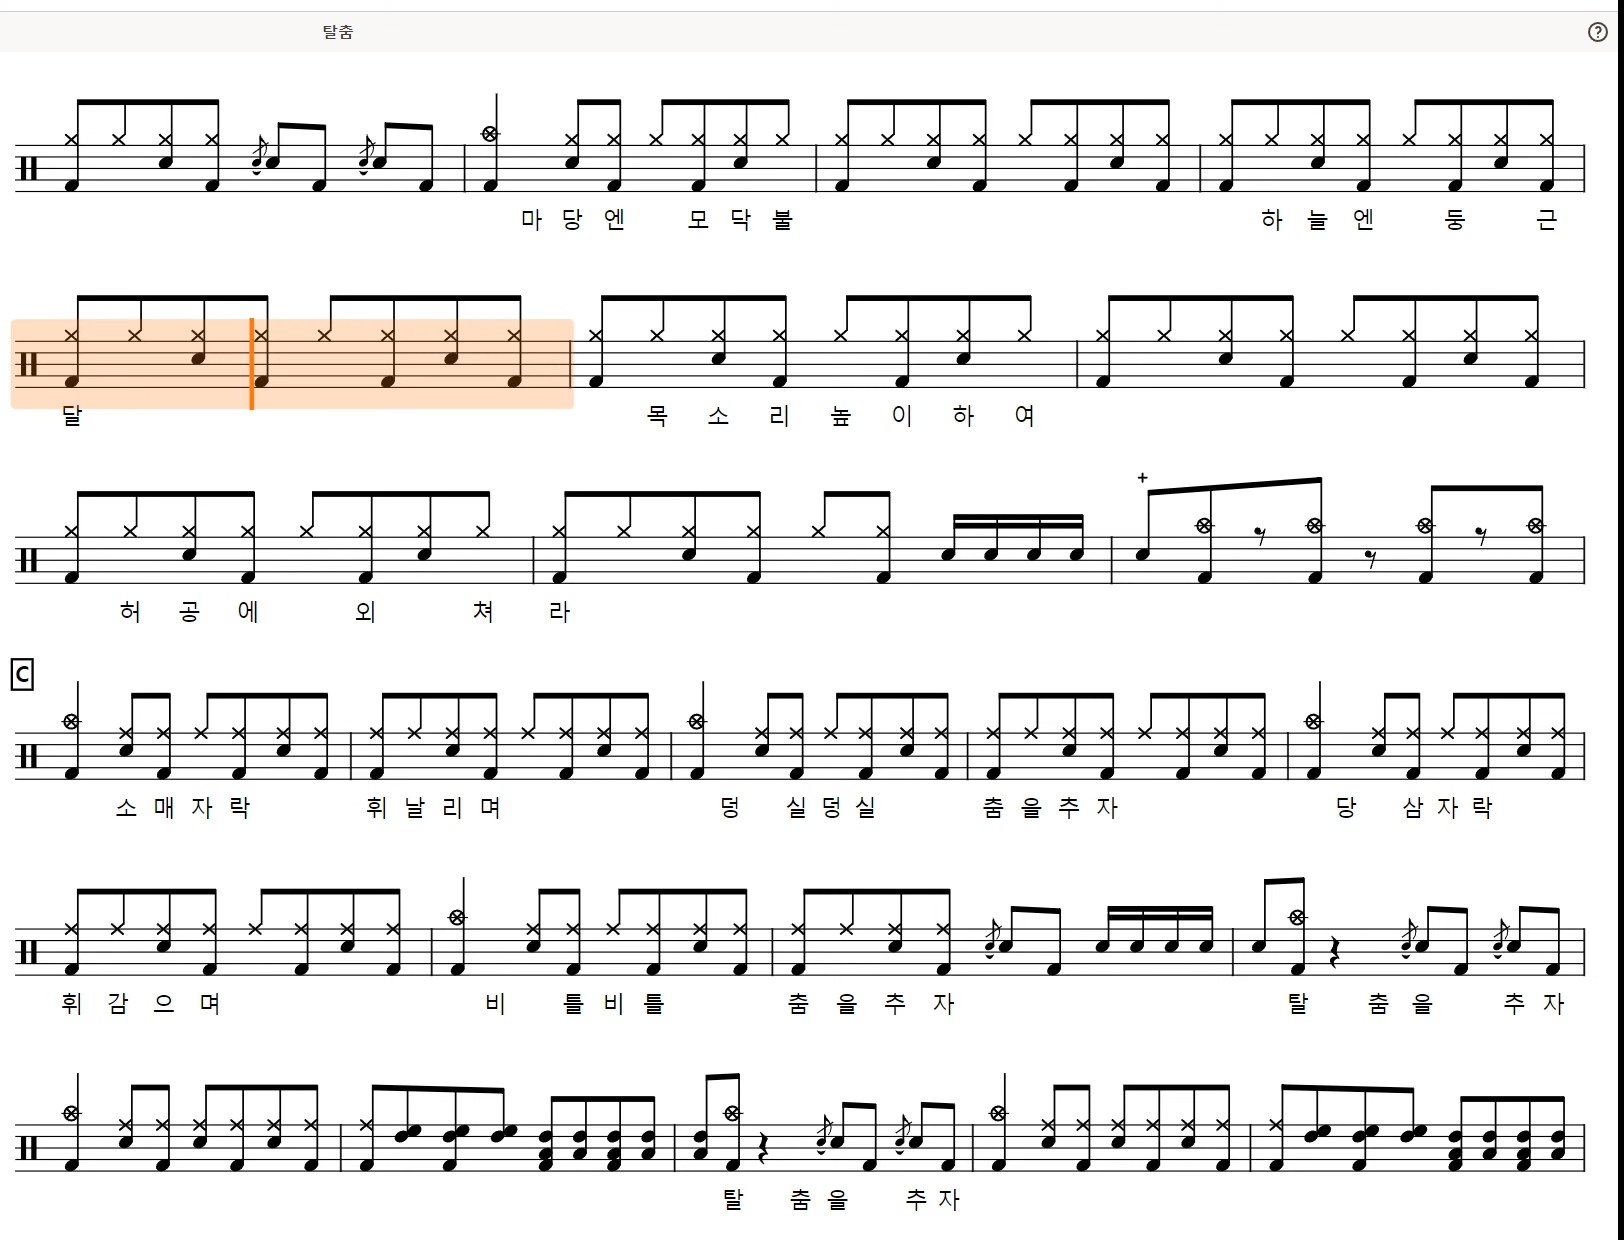 탈춤
마 당 엔 모 닥 불 하 늘 엔 둥 근
달 목 소 리 높 이 하 여
허 공 에 외 쳐 라
C
소 매 자 락 휘 날 리 며 덩 실 덩 실 춤 을 추 자 당 삼 자 락
휘 감 으 며 비 틀 비 틀 춤 을 추 자 탈 춤 을 추 자
탈 춤 을 추 자